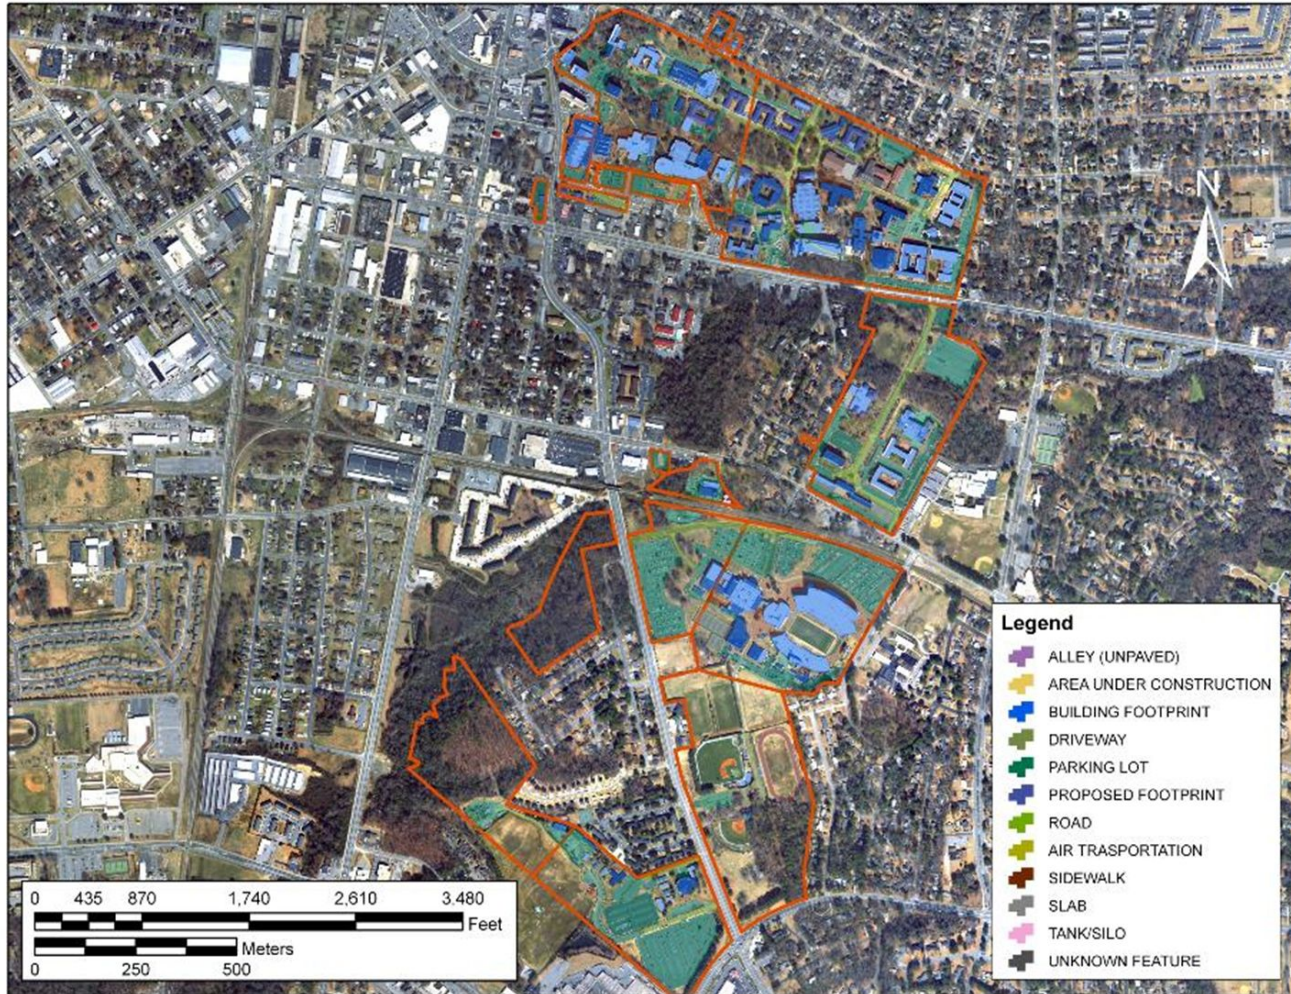 N
Legend
ALLEY (UNPAVED)
AREA UNDER CONSTRUCTION
BUILDING FOOTPRINT
DRIVEWAY
PARKING LOT
PROPOSED FOOTPRINT
ROAD
AIR TRASPORTATION
SIDEWALK
SLAB
TANK/SILO
UNKNOWN FEATURE
0 435 870 1,740 2,610 3,480
Feet
Meters
0 250 500